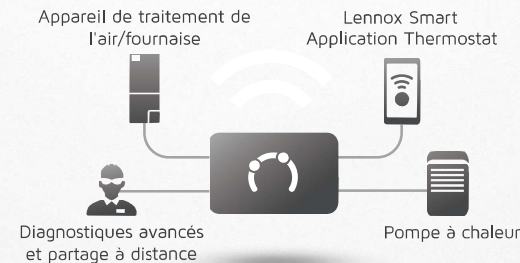 Appareil de traitement de
l'air/fournaise
Lennox Smart
Application Thermostat
Diagnostiques avancés
et partage à distance
Pompe à chaleur